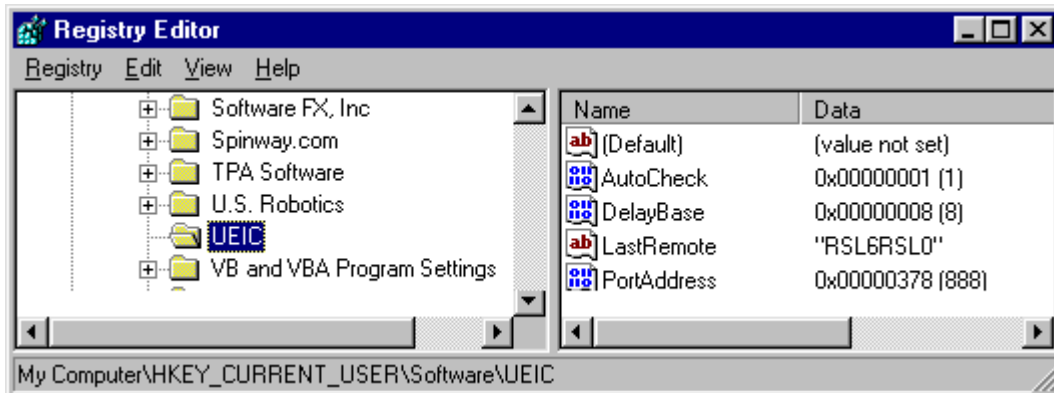 Registry Editor
Registry Edit View Help
Software FX, Inc
Spinway.com
TPA Software
U.S. Robotics
UEIC
VB and VBA Program Settings
Name Data
(Default) (value not set)
AutoCheck 0x00000001 (1)
DelayBase 0x00000008 (8)
LastRemote "RSL6RSL0"
PortAddress 0x00000378 (888)
My Computer\HKEY_CURRENT_USER\Software\UEIC